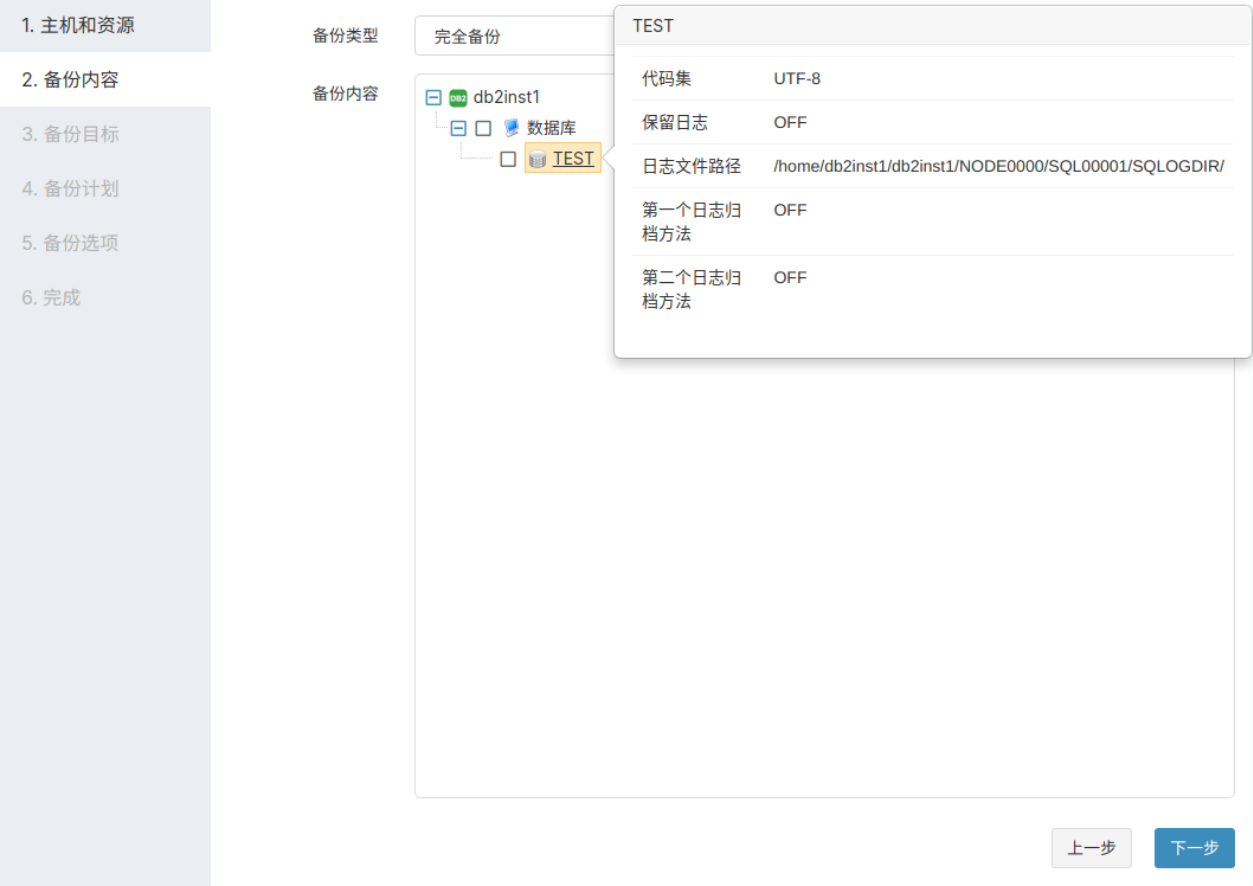 1. 主机和资源
2. 备份内容
3. 备份目标
4. 备份计划
5. 备份选项
6. 完成
备份类型
完全备份
备份内容
DB2 db2inst1
数据库
TEST
TEST
代码集 UTF-8
保留日志 OFF
日志文件路径 /home/db2inst1/db2inst1/NODE0000/SQL00001/SQLOGDIR/
第一个日志归 OFF
档方法
第二个日志归 OFF
档方法
上一步
下一步